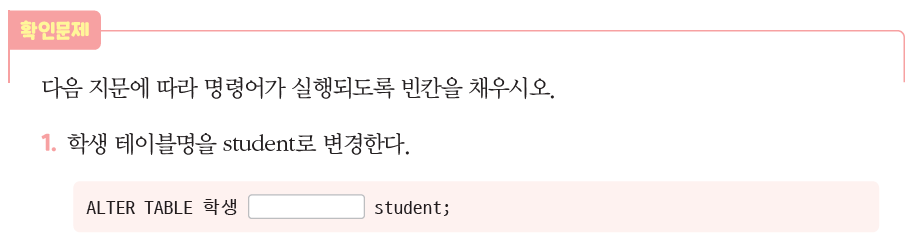 확인문제
다음 지문에 따라 명령어가 실행되도록 빈칸을 채우시오.
1. 학생 테이블명을 student로 변경한다.
ALTER TABLE 학생 student;